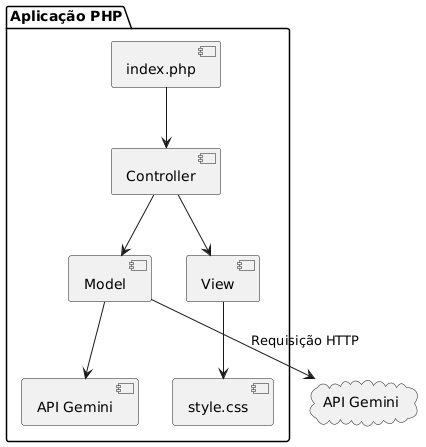 Aplicação PHP
index.php
Controller
Model
View
Requisição HTTP
API Gemini
style.css
API Gemini